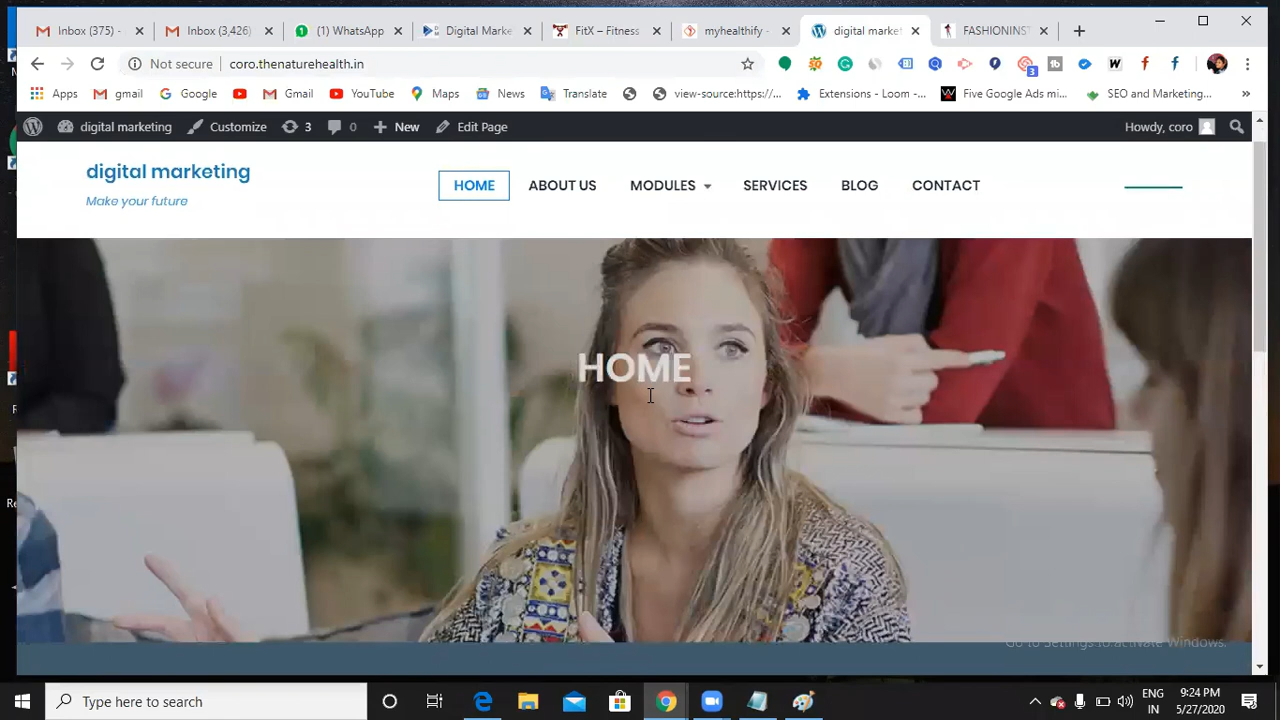 Inbox (375) -
Inbox (3,426)
(1) WhatsApp
Digital Marke
FitX – Fitness
myhealthify -
digital market
FASHIONINST
Not secure
coro.thenaturehealth.in
3
Apps
gmail
Google
Gmail
YouTube
Maps
News
Translate
view-source:https://...
Extensions - Loom -...
Five Google Ads mi...
SEO and Marketing...
digital marketing
Customize
3
0
New
Edit Page
Howdy, coro
digital marketing
Make your future
HOME
ABOUT US
MODULES
SERVICES
BLOG
CONTACT
HOME
Go to Settings to activate Windows.
Type here to search
ENG
IN
9:24 PM
5/27/2020